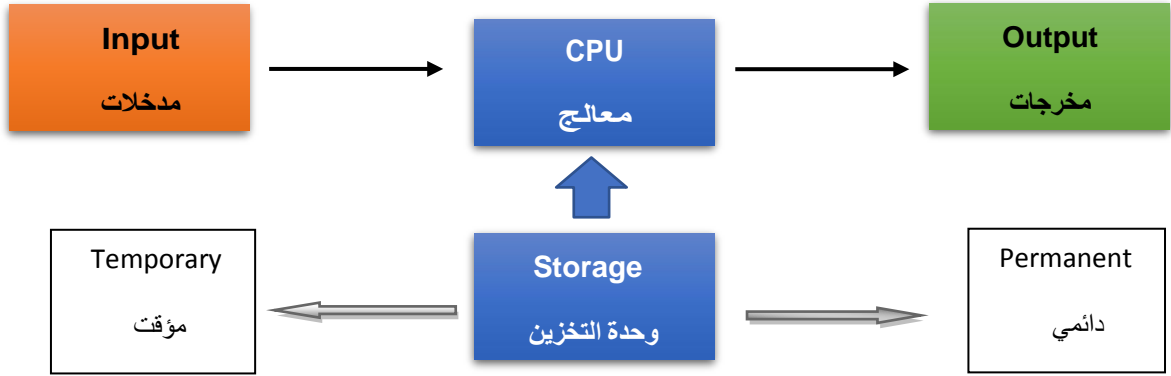 Input
مدخلات
CPU
معالج
Output
مخرجات
Temporary
مؤقت
Storage
وحدة التخزين
Permanent
دائمي